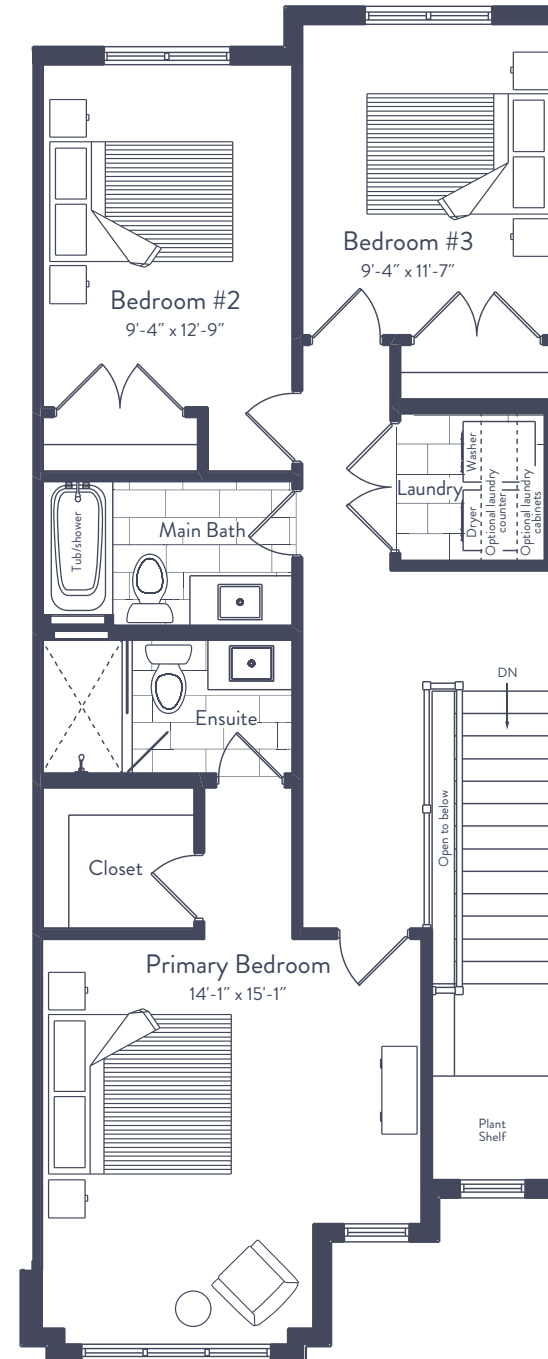 Bedroom #3
9'-4" x 11'-7"
Bedroom #2
9'-4" x 12'-9"
Laundry
Washer
Dryer
Optional laundry
counter
Optional laundry
cabinets
Main Bath
Tub/shower
Ensuite
DN
Open to below
Closet
Primary Bedroom
14'-1" x 15'-1"
Plant
Shelf